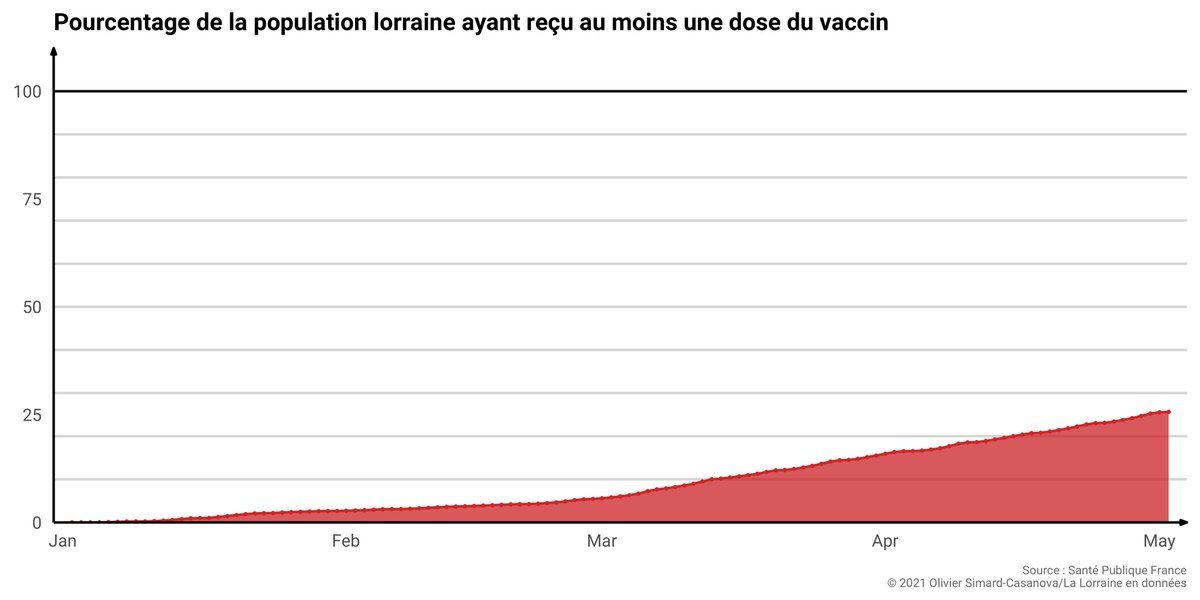 Pourcentage de la population lorraine ayant reçu au moins une dose du vaccin
100
75
50
25
0
Jan Feb Mar Apr May
Source : Santé Publique France
© 2021 Olivier Simard-Casanova/La Lorraine en données